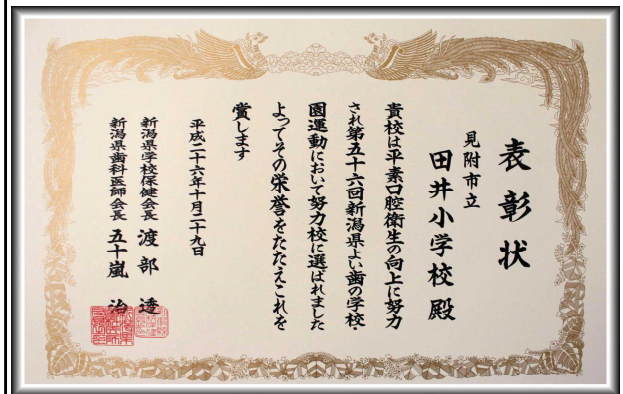 表彰状
見附市立
田井小学校殿
貴校は平素口腔衛生の向上に努力
され第五十六回新潟県よい歯の学校・
園運動において努力校に選ばれました
よってその栄誉をたたえこれを
賞します
平成二十六年十月二十九日
新潟県学校保健会長 渡部 透
新潟県歯科医師会長 五十嵐 治